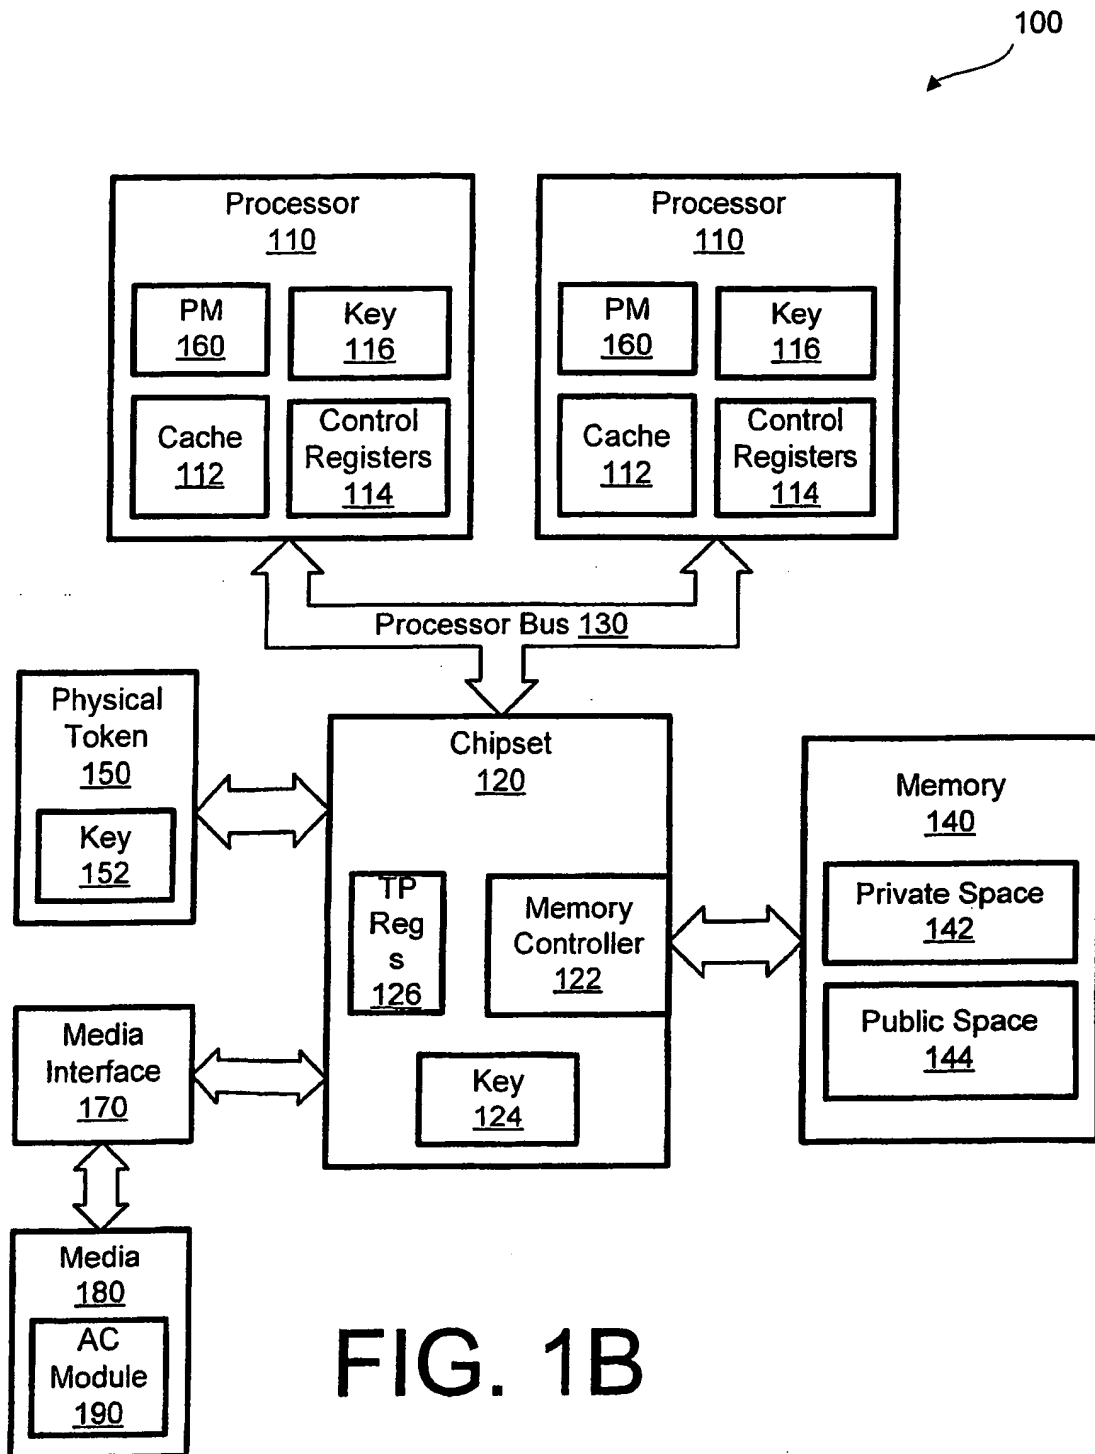 100
Processor
110
PM
160
Key
116
Cache
112
Control
Registers
114
Processor
110
PM
160
Key
116
Cache
112
Control
Registers
114
Processor Bus 130
Physical
Token
150
Key
152
Chipset
120
TP
Reg
s
126
Memory
Controller
122
Key
124
Memory
140
Private Space
142
Public Space
144
Media
Interface
170
Media
180
AC
Module
190
FIG. 1B